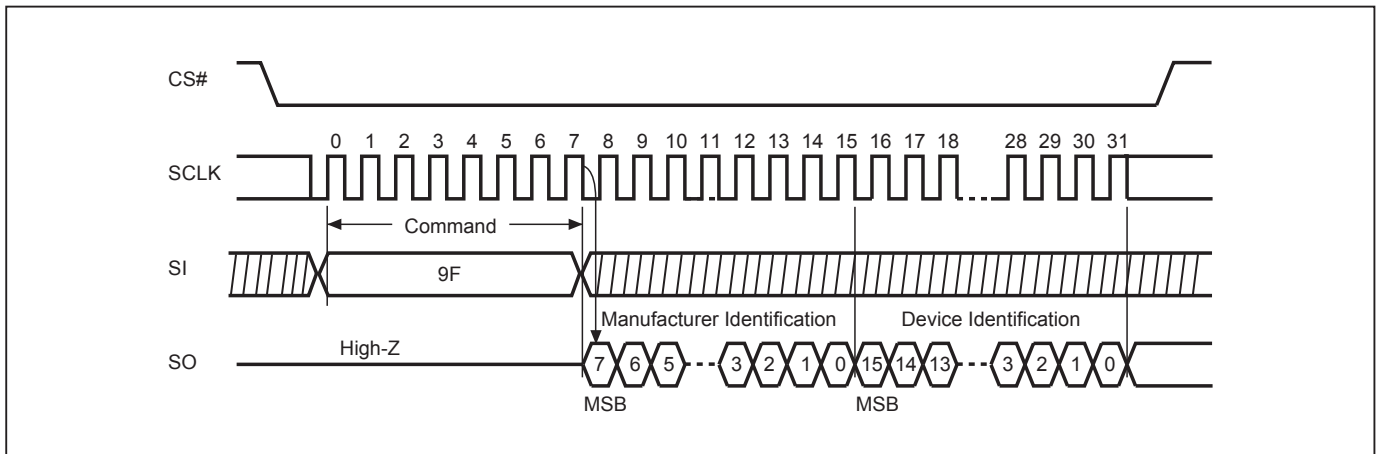 CS#
0 1 2 3 4 5 6 7 8 9 10 11 12 13 14 15 16 17 18 28 29 30 31
SCLK
Command
SI
9F
Manufacturer Identification Device Identification
High-Z
SO
7 6 5 3 2 1 0 15 14 13 3 2 1 0
MSB MSB